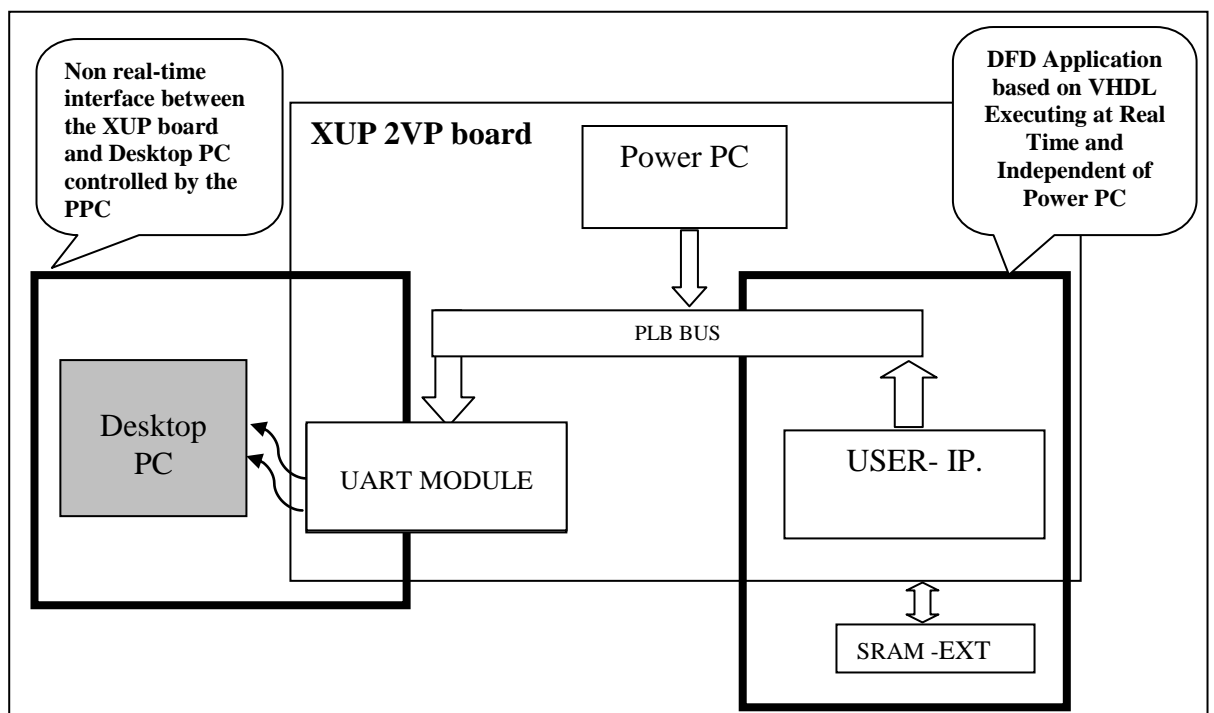 Non real-time
interface between
the XUP board
and Desktop PC
controlled by the
PPC
DFD Application
based on VHDL
Executing at Real
Time and
Independent of
Power PC
XUP 2VP board
Power PC
PLB BUS
Desktop
PC
UART MODULE
USER- IP.
SRAM -EXT